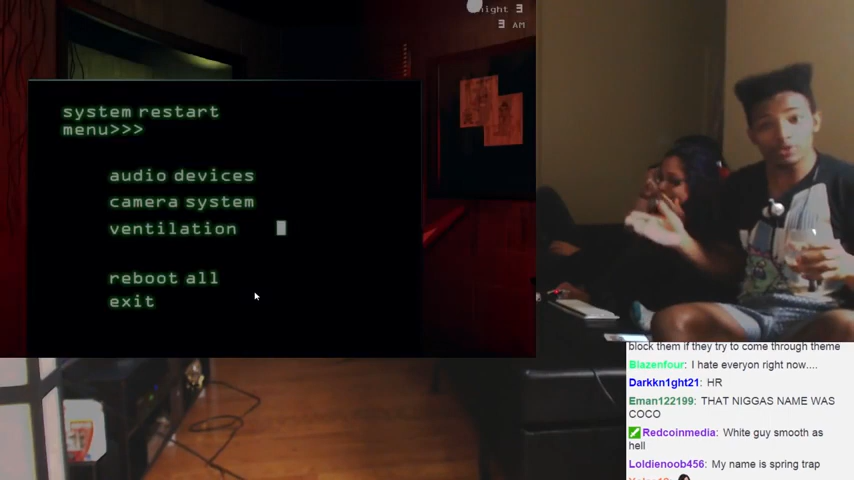 night 3
3 AM
system restart
menu>>>
audio devices
camera system
ventilation
reboot all
exit
block them if they try to come through theme
Blazenfour: I hate everyon right now....
Darkkn1ght21: HR
Eman122199: THAT NIGGAS NAME WAS
COCO
Redcoinmedia: White guy smooth as
hell
Loldienoob456: My name is spring trap